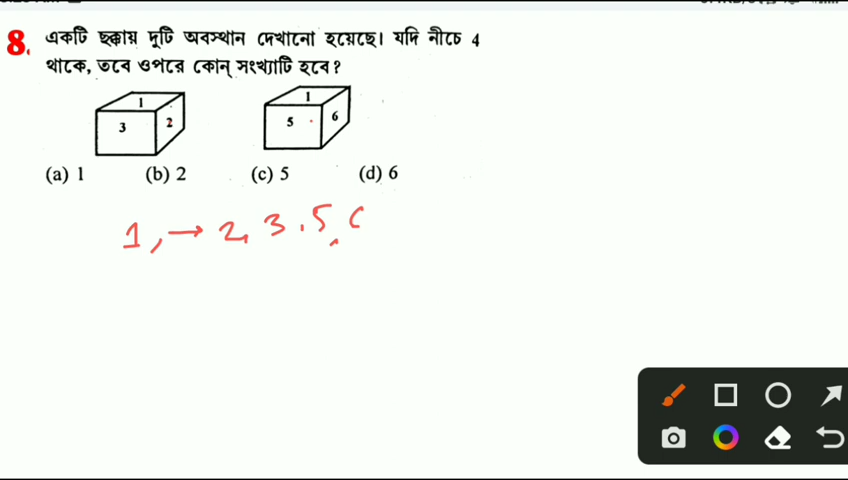 8. একটি ছক্কায় দুটি অবস্থান দেখানো হয়েছে। যদি নীচে 4
থাকে, তবে ওপরে কোন্ সংখ্যাটি হবে?
1 1
3 2 5 6
(a) 1 (b) 2 (c) 5 (d) 6
1, → 2, 3 . 5,